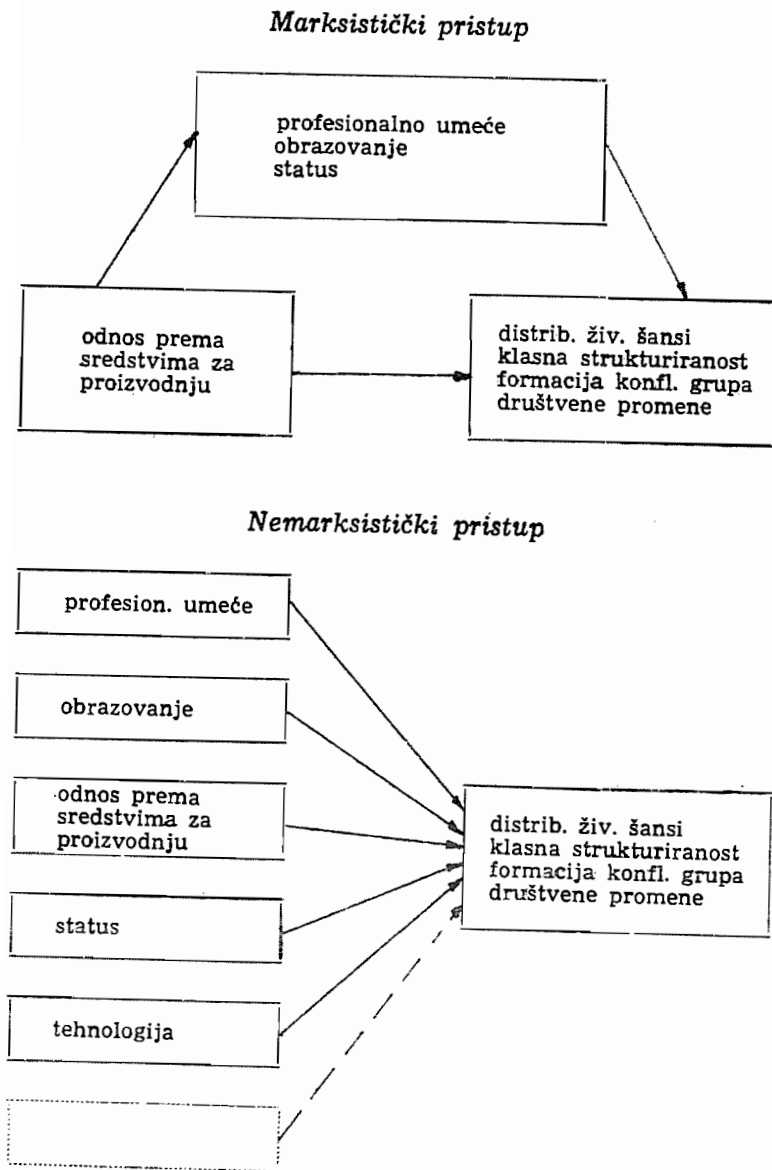 Marksistički pristup
profesionalno umeće
obrazovanje
status
odnos prema
sredstvima za
proizvodnju
distrib. živ. šansi
klasna strukturiranost
formacija konfl. grupa
društvene promene
Nemarksistički pristup
profesion. umeće
obrazovanje
odnos prema
sredstvima za
proizvodnju
status
tehnologija
distrib. živ. šansi
klasna strukturiranost
formacija konfl. grupa
društvene promene